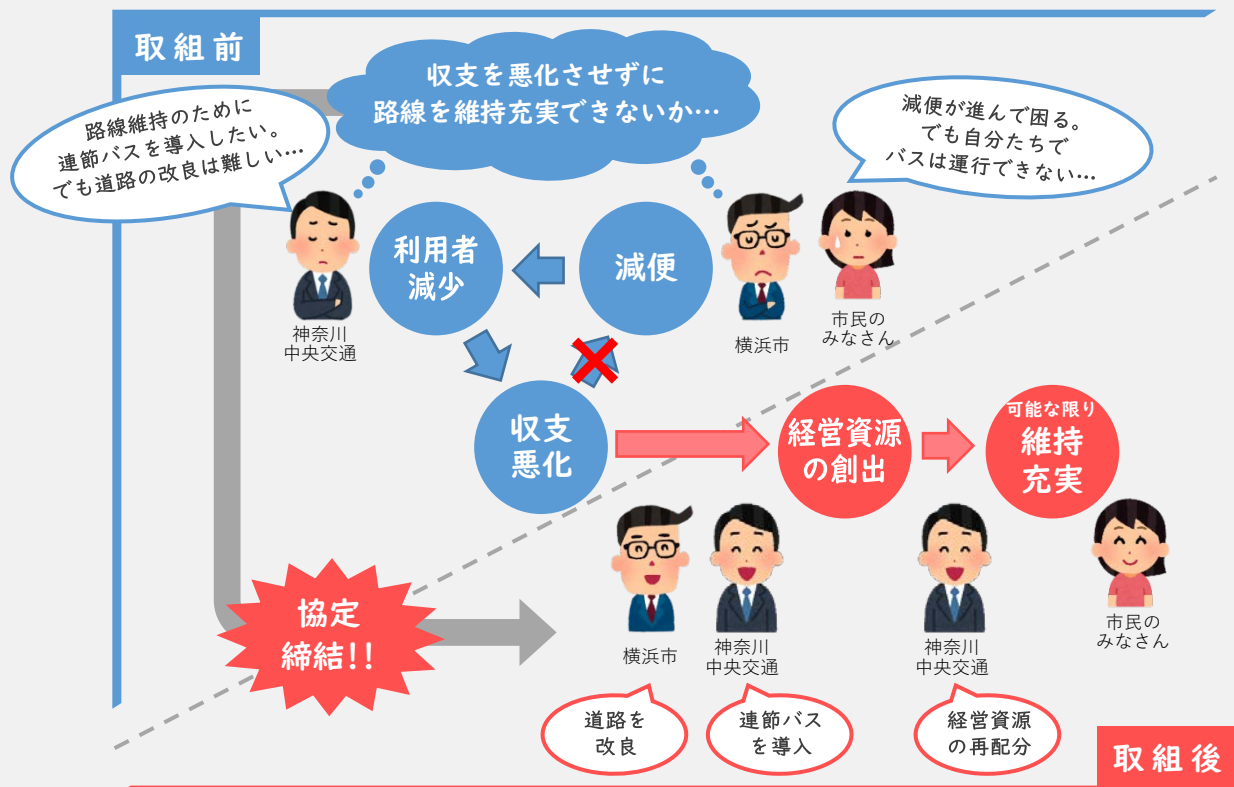 取組前
収支を悪化させずに
路線を維持充実できないか…
路線維持のために
連節バスを導入したい。
でも道路の改良は難しい…
減便が進んで困る。
でも自分たちで
バスは運行できない…
利用者
減少
減便
神奈川
中央交通
横浜市
市民の
みなさん
収支
悪化
経営資源
の創出
可能な限り
維持
充実
協定
締結!!
横浜市
神奈川
中央交通
神奈川
中央交通
市民の
みなさん
道路を
改良
連節バス
を導入
経営資源
の再配分
取組後